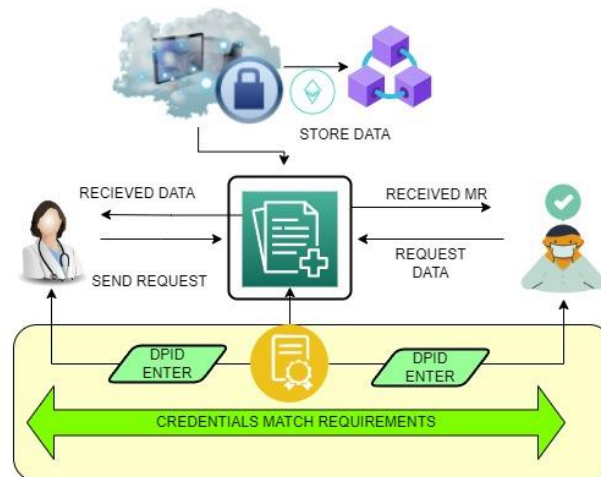 STORE DATA
RECIEVED DATA
RECEIVED MR
SEND REQUEST
REQUEST
DATA
DPID
ENTER
DPID
ENTER
CREDENTIALS MATCH REQUIREMENTS